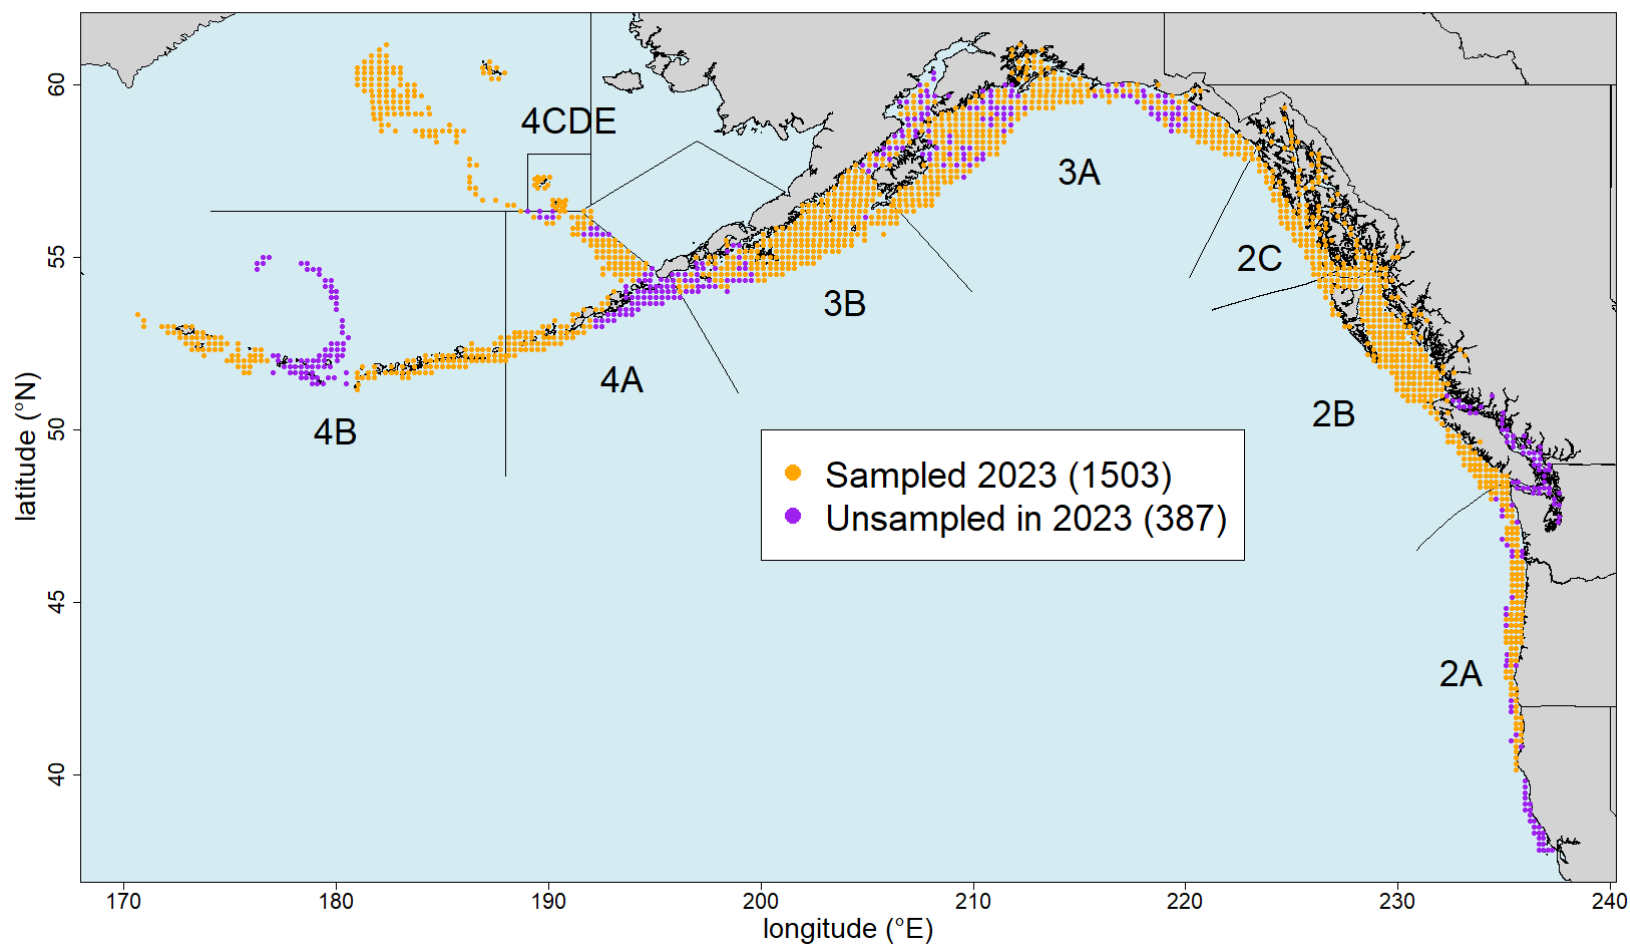 4CDE
3A
2C
3B
4A
2B
4B
2A
Sampled 2023 (1503)
Unsampled in 2023 (387)
latitude (°N)
60
55
50
45
40
170
180
190
200
210
220
230
240
longitude (°E)